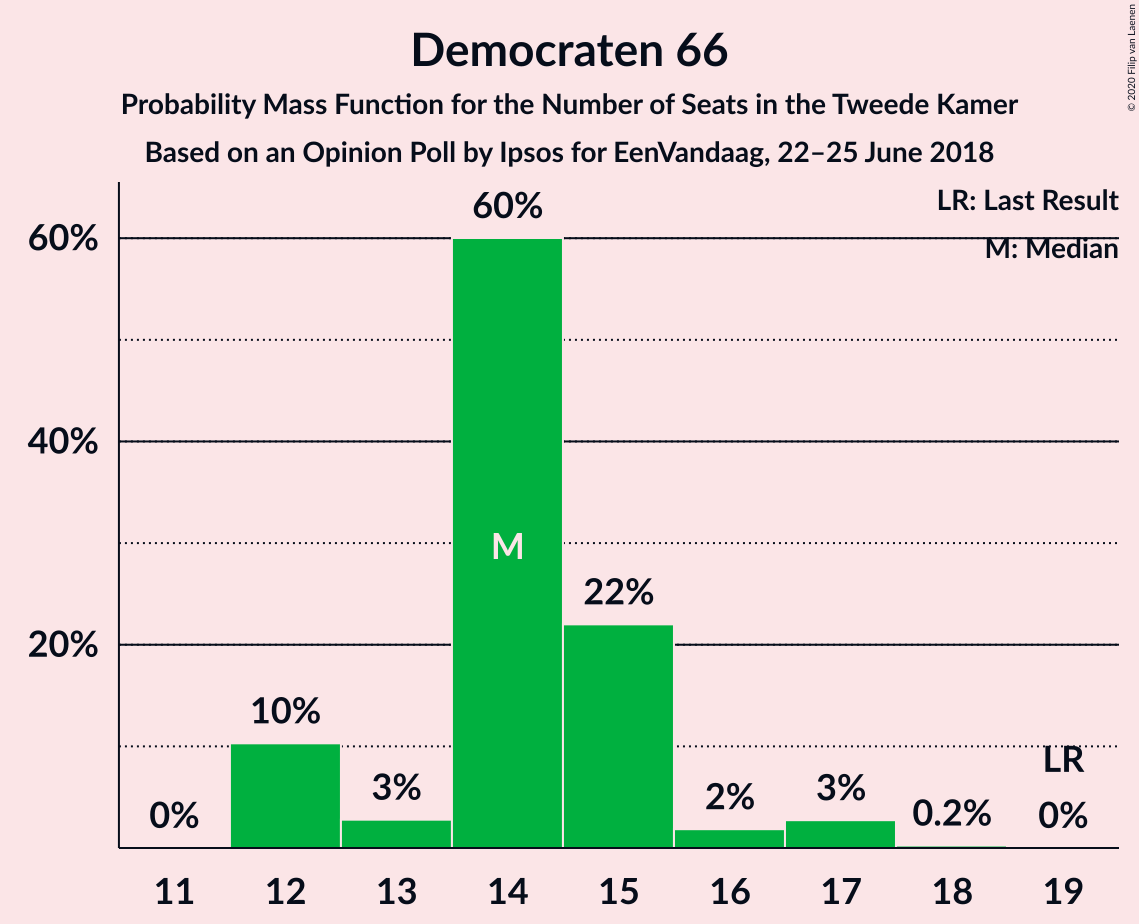 Democraten 66
Probability Mass Function for the Number of Seats in the Tweede Kamer
Based on an Opinion Poll by Ipsos for EenVandaag, 22–25 June 2018
© 2020 Filip van Laenen
LR: Last Result
M: Median
60%
40%
20%
0%
10%
3%
60%
M
22%
2%
3%
0.2%
LR
0%
11 12 13 14 15 16 17 18 19